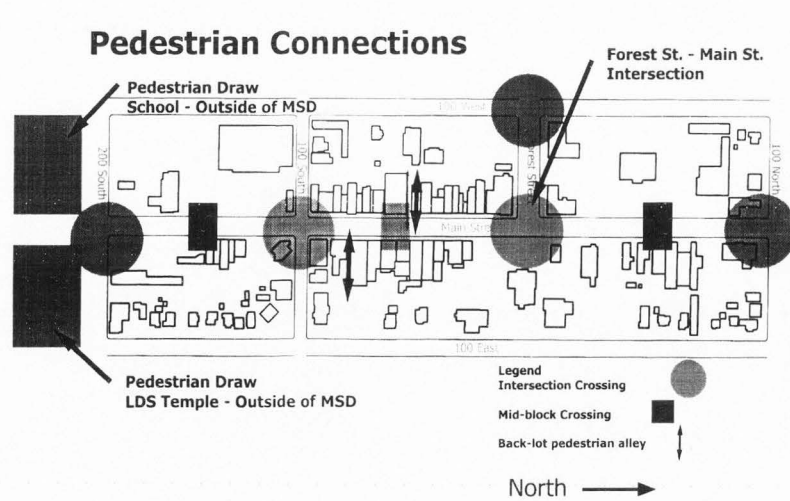 Pedestrian Connections
Forest St. - Main St.
Intersection
Pedestrian Draw
School - Outside of MSD
100 West
200 South
100 South
Forest Street
100 North
Main Street
100 East
Pedestrian Draw
LDS Temple - Outside of MSD
Legend
Intersection Crossing
Mid-block Crossing
Back-lot pedestrian alley
North